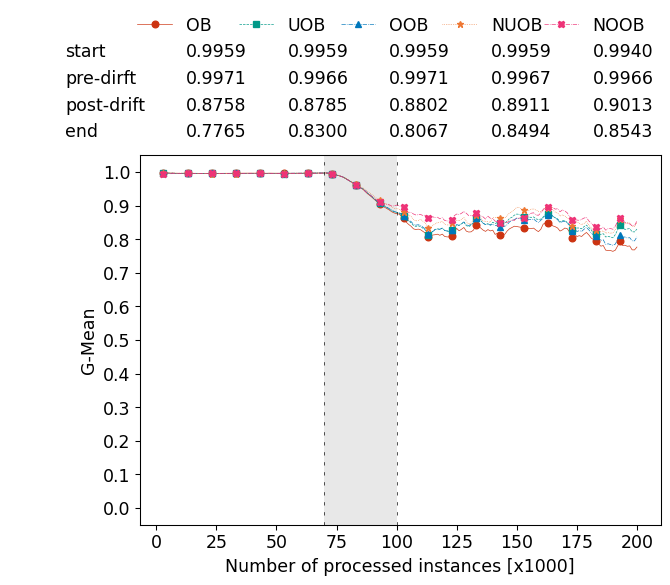 OB UOB OOB NUOB NOOB
start 0.9959 0.9959 0.9959 0.9959 0.9940
pre-dirft 0.9971 0.9966 0.9971 0.9967 0.9966
post-drift 0.8758 0.8785 0.8802 0.8911 0.9013
end 0.7765 0.8300 0.8067 0.8494 0.8543
1.0
0.9
0.8
0.7
0.6
0.5
0.4
0.3
0.2
0.1
0.0
G-Mean
0 25 50 75 100 125 150 175 200
Number of processed instances [x1000]